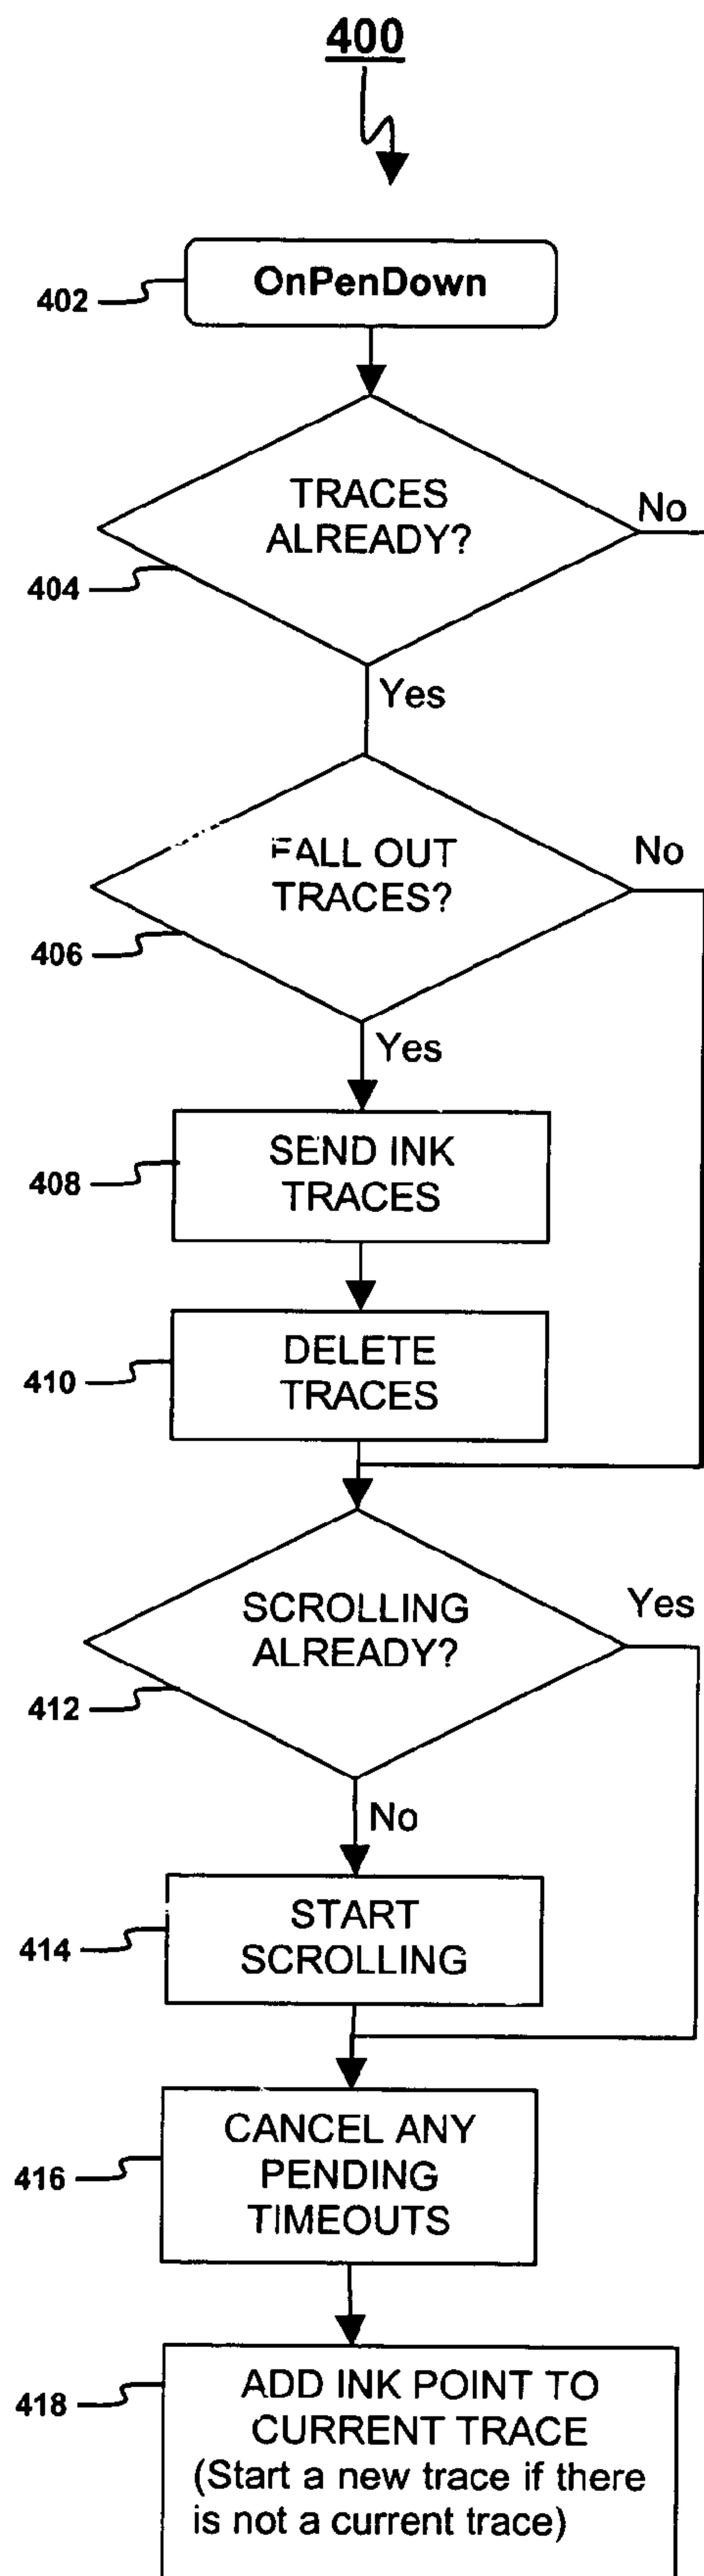 400
OnPenDown
402
TRACES
ALREADY?
No
404
Yes
FALL OUT
TRACES?
No
406
Yes
SEND INK
TRACES
408
DELETE
TRACES
410
SCROLLING
ALREADY?
Yes
412
No
START
SCROLLING
414
CANCEL ANY
PENDING
TIMEOUTS
416
ADD INK POINT TO
CURRENT TRACE
(Start a new trace if there
is not a current trace)
418